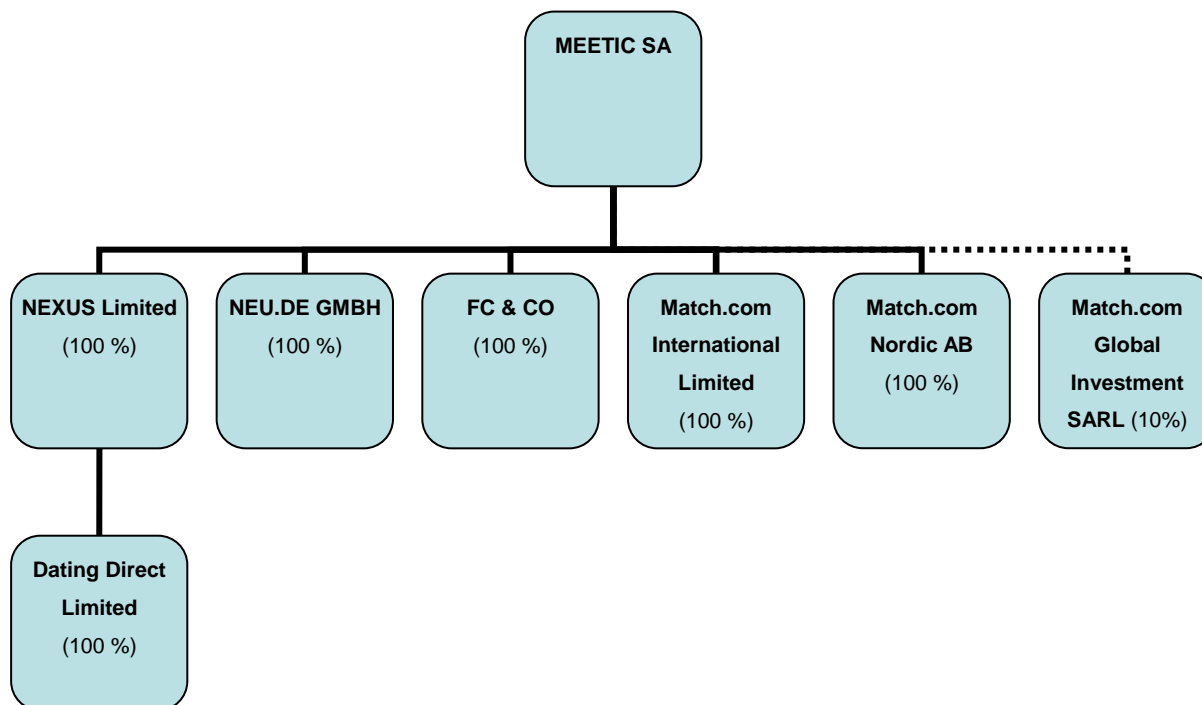 MEETIC SA
NEXUS Limited
(100 %)
NEU.DE GMBH
(100 %)
FC & CO
(100 %)
Match.com
International
Limited
(100 %)
Match.com
Nordic AB
(100 %)
Match.com
Global
Investment
SARL (10%)
Dating Direct
Limited
(100 %)